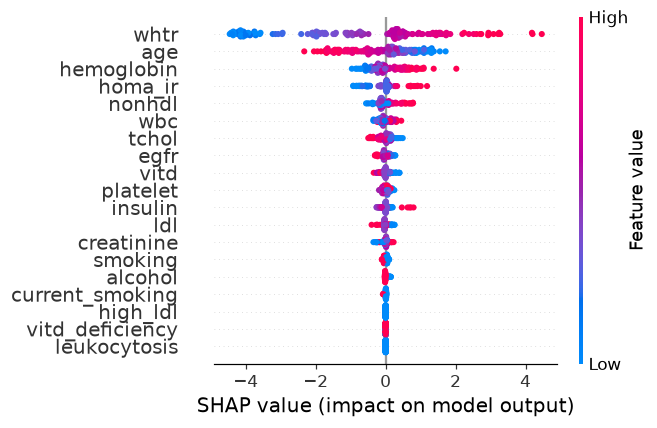 High
whtr
age
hemoglobin
homa_ir
nonhdl
wbc
tchol
egfr
vitd
platelet
insulin
ldl
creatinine
smoking
alcohol
current_smoking
high_ldl
vitd_deficiency
leukocytosis
Feature value
Low
−4 −2 0 2 4
SHAP value (impact on model output)